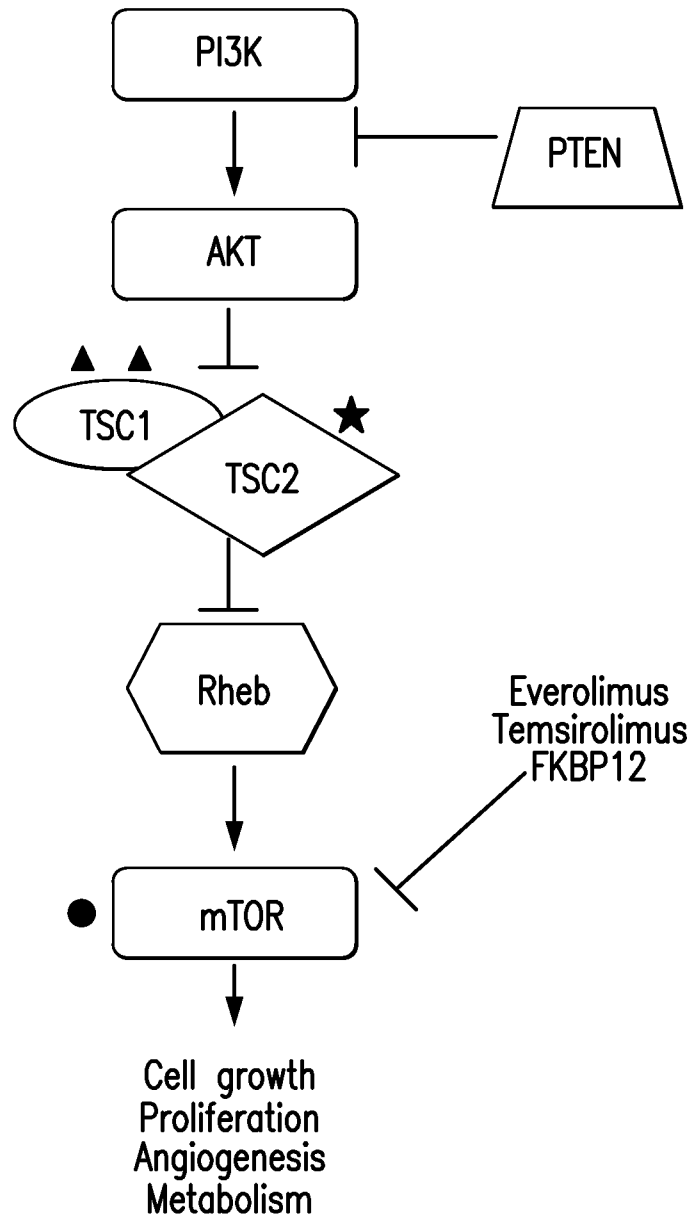 PI3K
PTEN
AKT
TSC1
TSC2
Rheb
Everolimus
Temsirolimus
FKBP12
mTOR
Cell growth
Proliferation
Angiogenesis
Metabolism